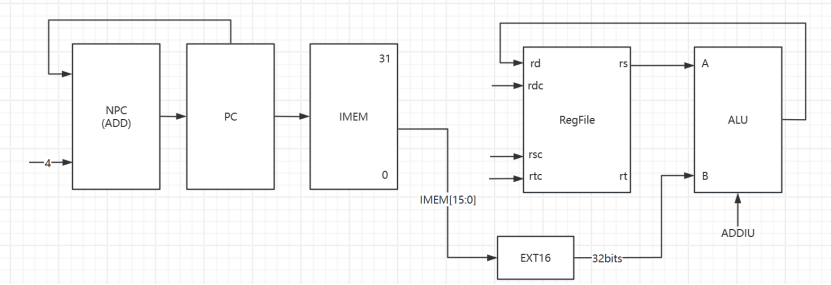 NPC
(ADD)
4
PC
31
IMEM
0
IMEM[15:0]
EXT16
32bits
rd
rs
rdc
RegFile
rsc
rtc
rt
A
ALU
B
ADDIU